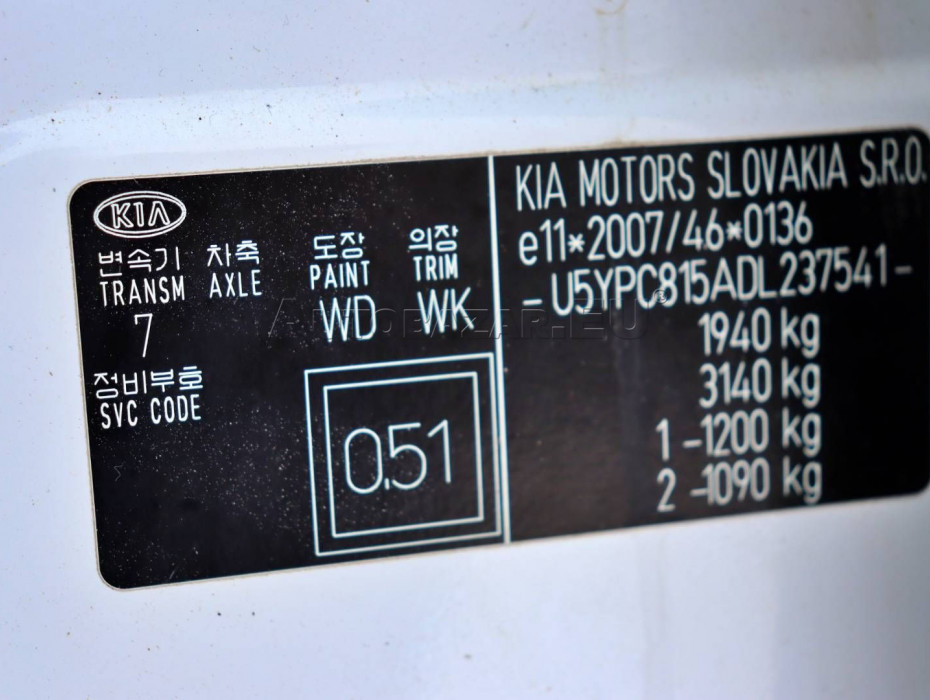 KIA
변속기 차축 도장 의장
TRANSM AXLE PAINT TRIM
7 WD WK
정비부호
SVC CODE
0.51
KIA MOTORS SLOVAKIA S.R.O.
e11*2007/46*0136
-U5YPC815ADL237541-
1940 kg
3140 kg
1 -1200 kg
2 -1090 kg
AUTOBAZAR.EU®